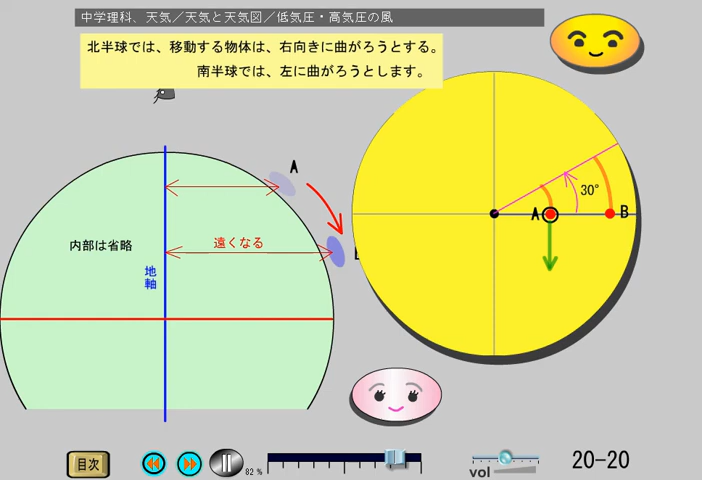 中学理科、天気／天気と天気図／低気圧・高気圧の風
北半球では、移動する物体は、右向きに曲がろうとする。
南半球では、左に曲がろうとします。
A
30°
A
B
内部は省略
遠くなる
地軸
目次
82 %
vol
20-20